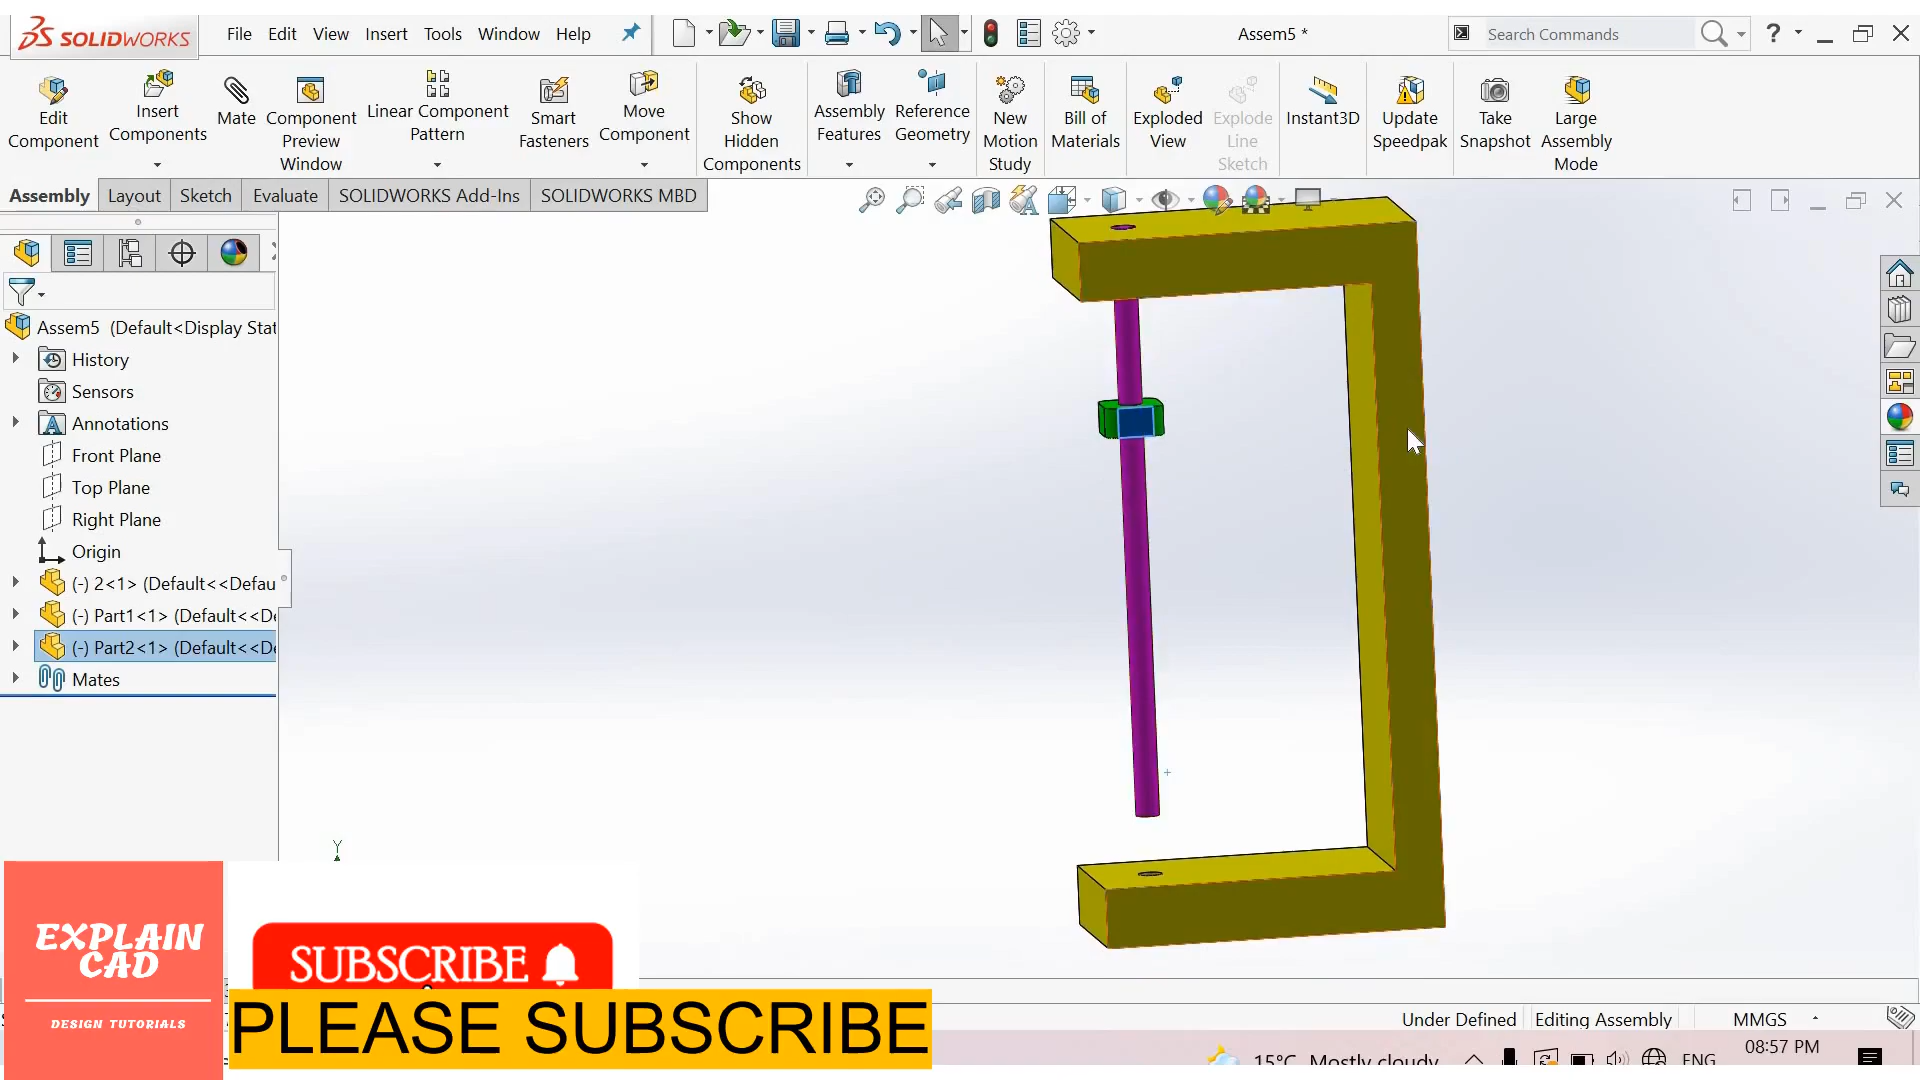 SOLIDWORKS
File Edit View Insert Tools Window Help
Assem5 *
Search Commands
?
Edit Component
Insert Components
Mate
Component Preview Window
Linear Component Pattern
Smart Fasteners
Move Component
Show Hidden Components
Assembly Features
Reference Geometry
New Motion Study
Bill of Materials
Exploded View
Explode Line Sketch
Instant3D
Update Speedpak
Take Snapshot
Large Assembly Mode
Assembly Layout Sketch Evaluate SOLIDWORKS Add-Ins SOLIDWORKS MBD
Assem5 (Default<Display Stat
History
Sensors
Annotations
Front Plane
Top Plane
Right Plane
Origin
(-) 2<1> (Default<<Defau
(-) Part1<1> (Default<<De
(-) Part2<1> (Default<<De
Mates
Y
EXPLAIN
CAD
DESIGN TUTORIALS
SUBSCRIBE
PLEASE SUBSCRIBE
Under Defined Editing Assembly MMGS
15°C Mostly cloudy ENG 08:57 PM